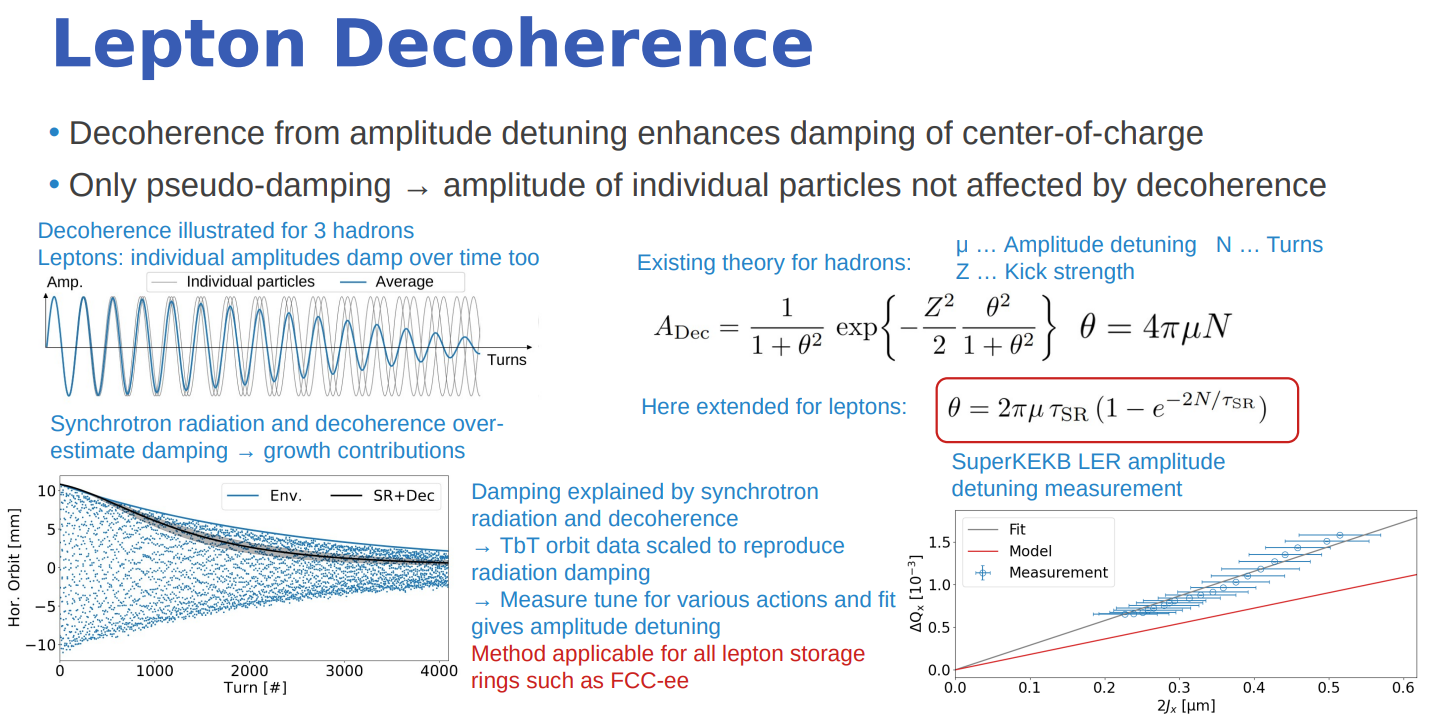 Lepton Decoherence
• Decoherence from amplitude detuning enhances damping of center-of-charge
• Only pseudo-damping → amplitude of individual particles not affected by decoherence
Decoherence illustrated for 3 hadrons
Leptons: individual amplitudes damp over time too
Amp.
Individual particles
Average
Turns
Synchrotron radiation and decoherence over-
estimate damping → growth contributions
Hor. Orbit [mm]
10
5
0
−5
−10
Env.
SR+Dec
0 1000 2000 3000 4000
Turn [#]
Existing theory for hadrons:
μ … Amplitude detuning N … Turns
Z … Kick strength
A_Dec = 1/(1 + θ²) exp{−Z²/2 θ²/(1 + θ²)} θ = 4πμN
Here extended for leptons:
θ = 2πμ τ_SR (1 − e^{−2N/τ_SR})
Damping explained by synchrotron
radiation and decoherence
→ TbT orbit data scaled to reproduce
radiation damping
→ Measure tune for various actions and fit
gives amplitude detuning
Method applicable for all lepton storage
rings such as FCC-ee
SuperKEKB LER amplitude
detuning measurement
ΔQₓ [10⁻³]
1.5
1.0
0.5
0.0
Fit
Model
Measurement
0.0 0.1 0.2 0.3 0.4 0.5 0.6
2Jₓ [μm]